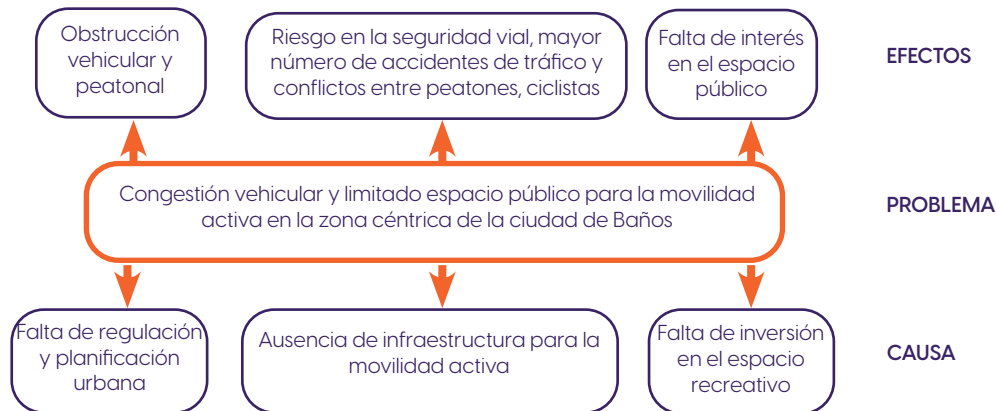 Obstrucción
vehicular y
peatonal
Riesgo en la seguridad vial, mayor
número de accidentes de tráfico y
conflictos entre peatones, ciclistas
Falta de interés
en el espacio
público
EFECTOS
Congestión vehicular y limitado espacio público para la movilidad
activa en la zona céntrica de la ciudad de Baños
PROBLEMA
Falta de regulación
y planificación
urbana
Ausencia de infraestructura para la
movilidad activa
Falta de inversión
en el espacio
recreativo
CAUSA